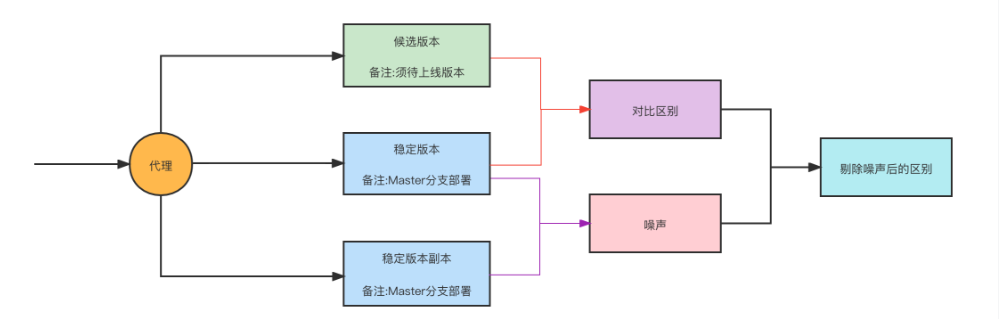 代理
候选版本
备注:须待上线版本
稳定版本
备注:Master分支部署
稳定版本副本
备注:Master分支部署
对比区别
噪声
剔除噪声后的区别